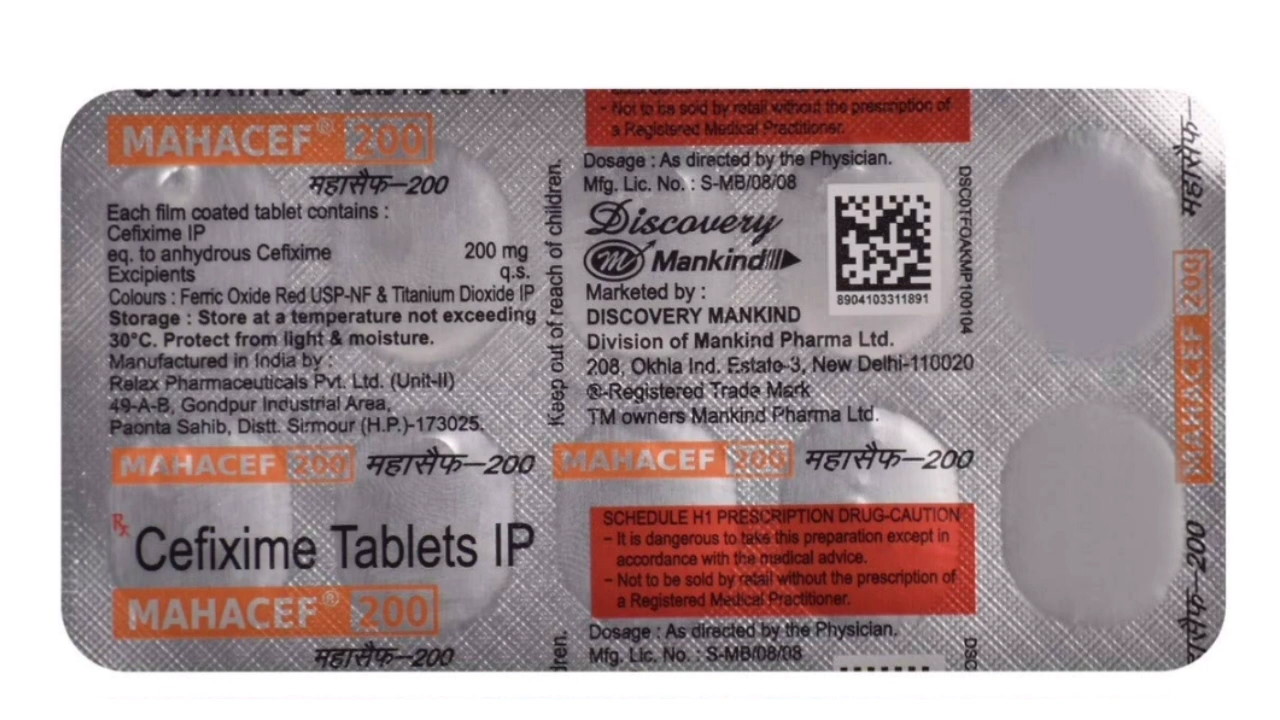 Cefixime Tablets IP
MAHACEF® 200
महासैफ–200
Each film coated tablet contains :
Cefixime IP
eq. to anhydrous Cefixime 200 mg
Excipients q.s.
Colours : Ferric Oxide Red USP-NF & Titanium Dioxide IP
Storage : Store at a temperature not exceeding
30°C. Protect from light & moisture.
Manufactured in India by :
Relax Pharmaceuticals Pvt. Ltd. (Unit-II)
49-A-B, Gondpur Industrial Area,
Paonta Sahib, Distt. Sirmour (H.P.)-173025.
MAHACEF 200 महासैफ–200
Rx
Cefixime Tablets IP
MAHACEF® 200
महासैफ–200
Keep out of reach of children.
dren.
- Not to be sold by retail without the prescription of
a Registered Medical Practitioner.
Dosage : As directed by the Physician.
Mfg. Lic. No. : S-MB/08/08
Discovery
Mankind
8904103311891
Marketed by :
DISCOVERY MANKIND
Division of Mankind Pharma Ltd.
208, Okhla Ind. Estate-3, New Delhi-110020
®-Registered Trade Mark
TM owners Mankind Pharma Ltd.
MAHACEF 200 महासैफ–200
SCHEDULE H1 PRESCRIPTION DRUG-CAUTION
- It is dangerous to take this preparation except in
accordance with the medical advice.
- Not to be sold by retail without the prescription of
a Registered Medical Practitioner.
Dosage : As directed by the Physician.
Mfg. Lic. No. : S-MB/08/08
DSC0TFOAKMP100104
DSC
महासैफ–
MAHACEF 200
महासैफ–200